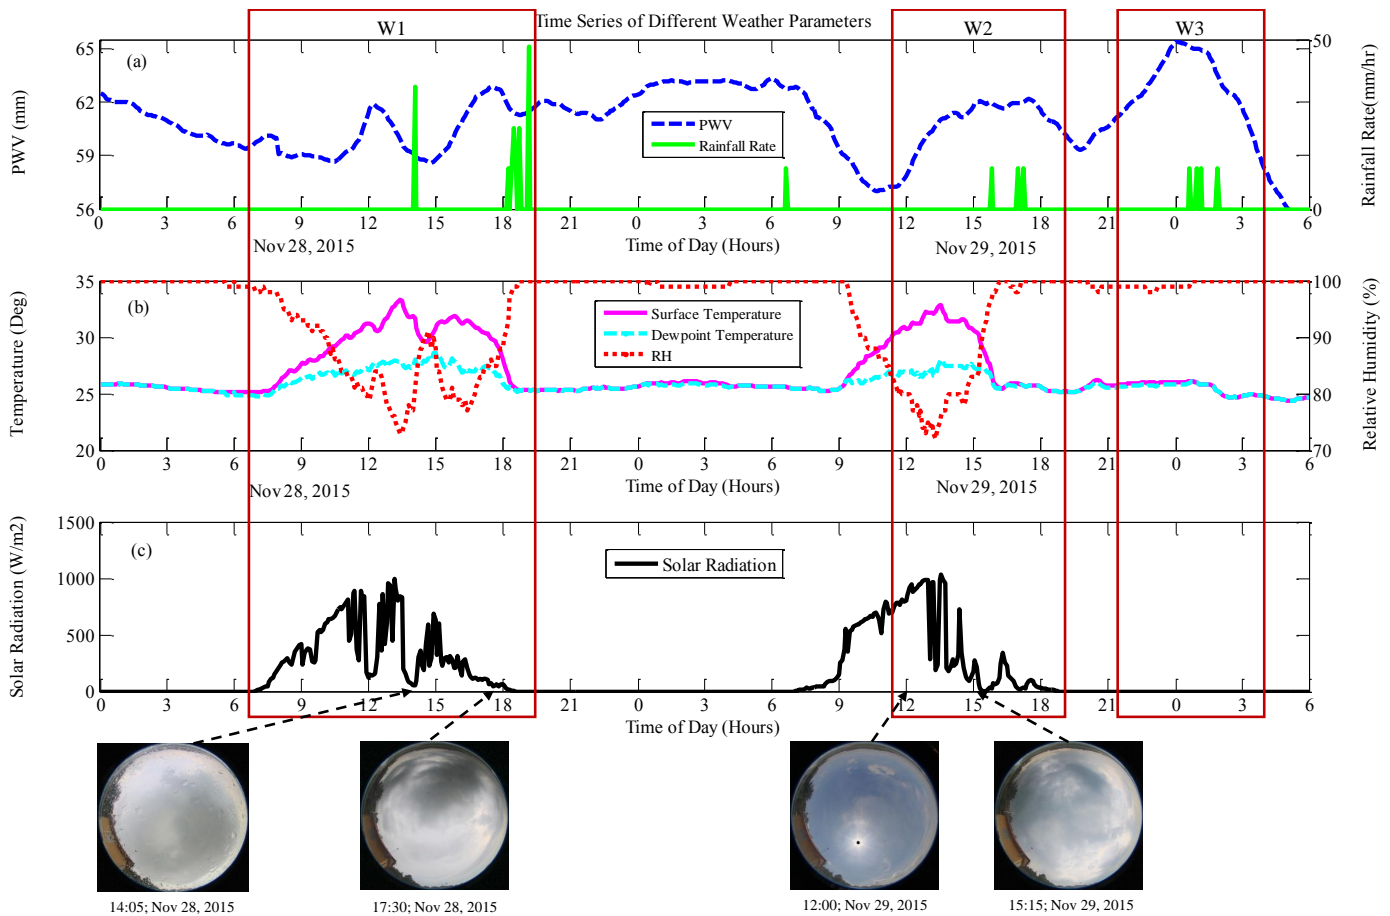 Time Series of Different Weather Parameters
W1
W2
W3
(a)
PWV (mm)
65
62
59
56
50
0
Rainfall Rate(mm/hr)
PWV
Rainfall Rate
0 3 6 9 12 15 18 21 0 3 6 9 12 15 18 21 0 3 6
Nov 28, 2015
Time of Day (Hours)
Nov 29, 2015
(b)
Temperature (Deg)
35
30
25
20
100
90
80
70
Relative Humidity (%)
Surface Temperature
Dewpoint Temperature
RH
0 3 6 9 12 15 18 21 0 3 6 9 12 15 18 21 0 3 6
Nov 28, 2015
Time of Day (Hours)
Nov 29, 2015
(c)
Solar Radiation (W/m2)
1500
1000
500
0
Solar Radiation
0 3 6 9 12 15 18 21 0 3 6 9 12 15 18 21 0 3 6
Time of Day (Hours)
14:05; Nov 28, 2015
17:30; Nov 28, 2015
12:00; Nov 29, 2015
15:15; Nov 29, 2015